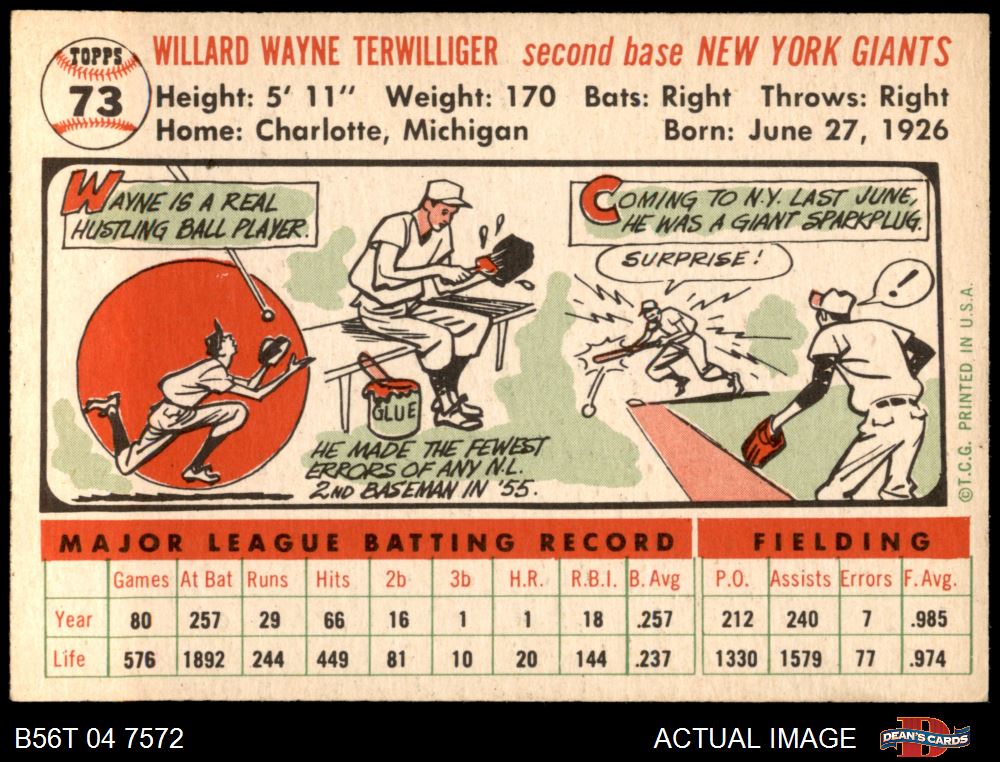 TOPPS
73
WILLARD WAYNE TERWILLIGER second base NEW YORK GIANTS
Height: 5' 11" Weight: 170 Bats: Right Throws: Right
Home: Charlotte, Michigan Born: June 27, 1926
WAYNE IS A REAL
HUSTLING BALL PLAYER.
GLUE
HE MADE THE FEWEST
ERRORS OF ANY N.L.
2ND BASEMAN IN '55.
COMING TO N.Y. LAST JUNE,
HE WAS A GIANT SPARKPLUG.
SURPRISE!
!
©T.C.G. PRINTED IN U.S.A.
MAJOR LEAGUE BATTING RECORD FIELDING
Games At Bat Runs Hits 2b 3b H.R. R.B.I. B. Avg P.O. Assists Errors F. Avg.
Year 80 257 29 66 16 1 1 18 .257 212 240 7 .985
Life 576 1892 244 449 81 10 20 144 .237 1330 1579 77 .974
B56T 04 7572 ACTUAL IMAGE D DEAN'S CARDS